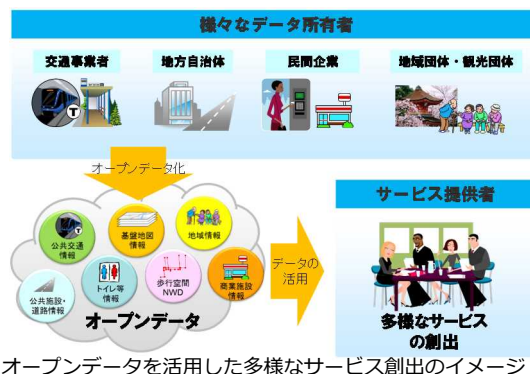 様々なデータ所有者
交通事業者
地方自治体
民間企業
地域団体・観光団体
T
オープンデータ化
公共交通
情報
基盤地図
情報
地域情報
公共施設・
道路情報
トイレ等
情報
歩行空間
NWD
商業施設
情報
オープンデータ
データの
活用
サービス提供者
多様なサービス
の創出
オープンデータを活用した多様なサービス創出のイメージ